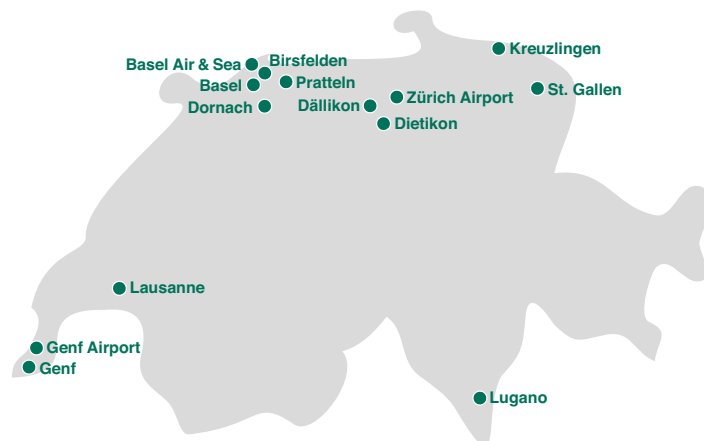 Kreuzlingen
Basel Air & Sea
Birsfelden
Basel
Pratteln
St. Gallen
Zürich Airport
Dornach
Dällikon
Dietikon
Lausanne
Genf Airport
Genf
Lugano